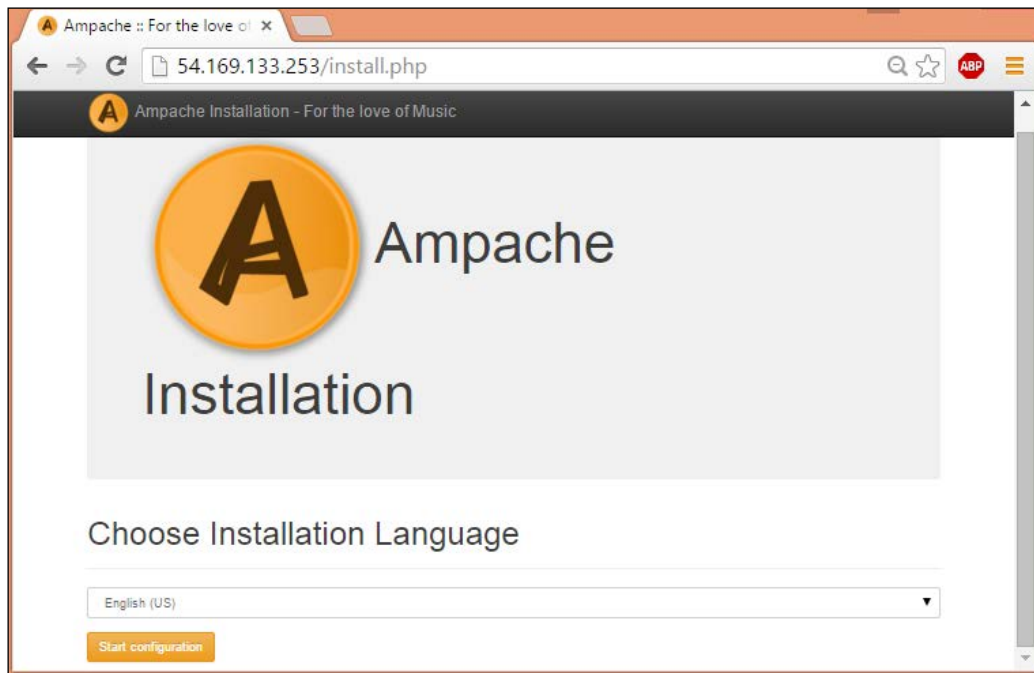 Ampache :: For the love of
54.169.133.253/install.php
ABP
Ampache Installation - For the love of Music
Ampache
Installation
Choose Installation Language
English (US)
Start configuration